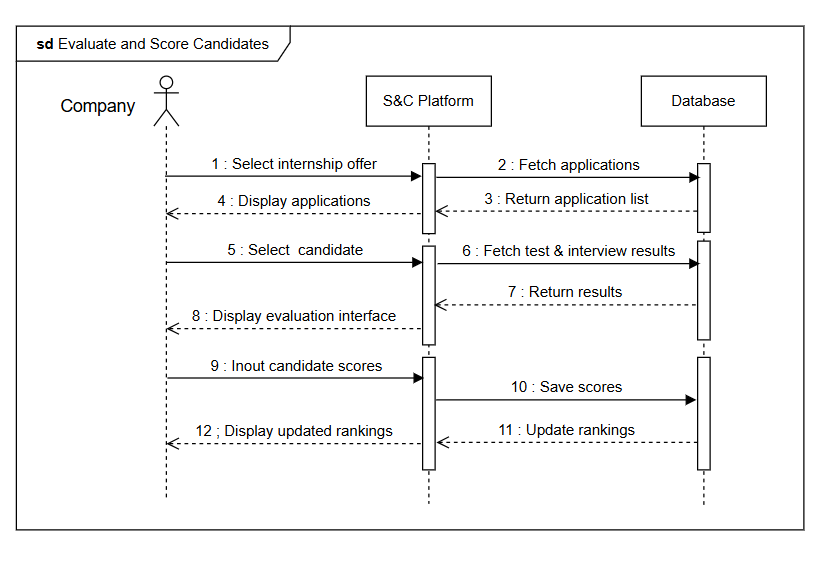 sd Evaluate and Score Candidates
Company
S&C Platform
Database
1 : Select internship offer
2 : Fetch applications
3 : Return application list
4 : Display applications
5 : Select  candidate
6 : Fetch test & interview results
7 : Return results
8 : Display evaluation interface
9 : Inout candidate scores
10 : Save scores
11 : Update rankings
12 ; Display updated rankings